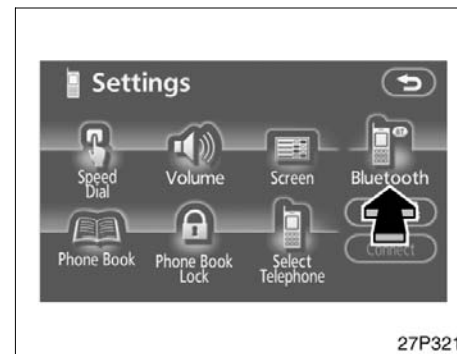 Settings
Speed
Dial
Volume
Screen
Bluetooth
Phone Book
Phone Book
Lock
Select
Telephone
Connect
27P321